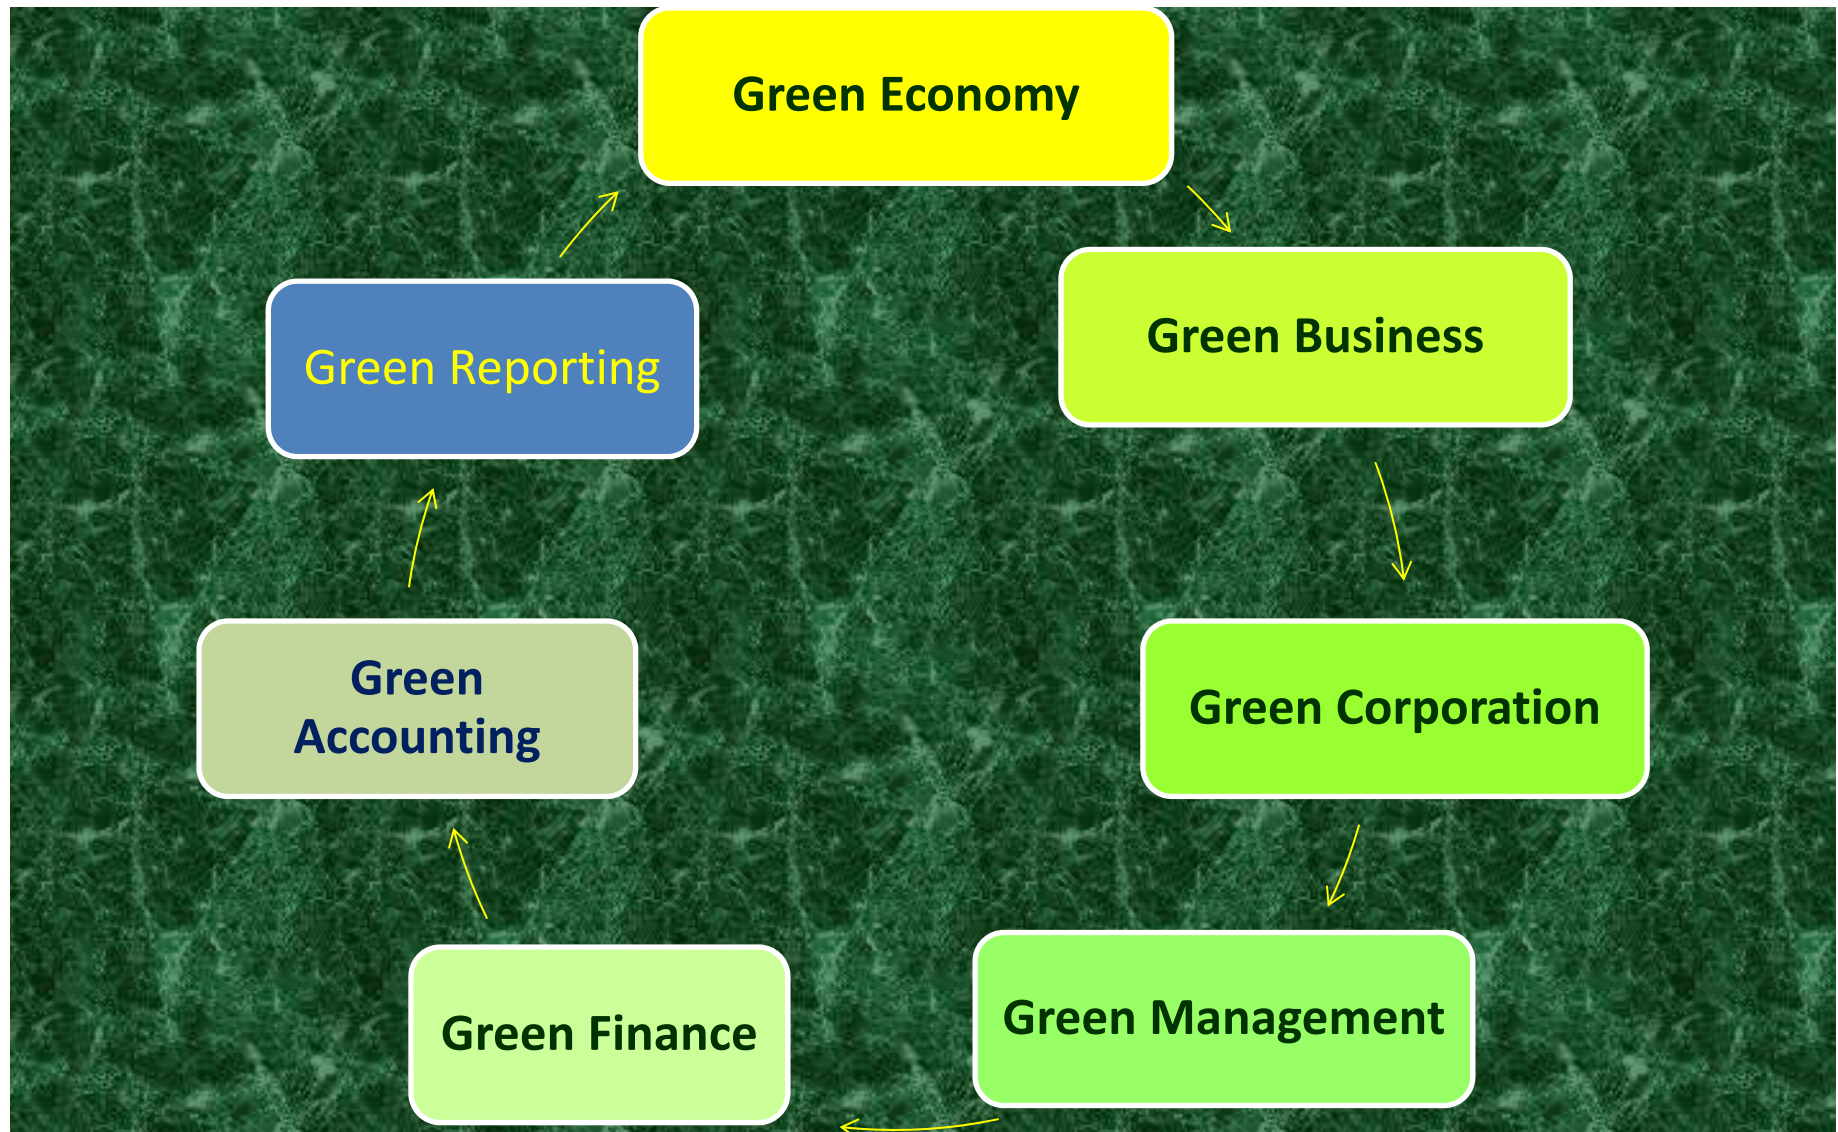 Green Economy
Green Business
Green Corporation
Green Management
Green Finance
Green
Accounting
Green Reporting